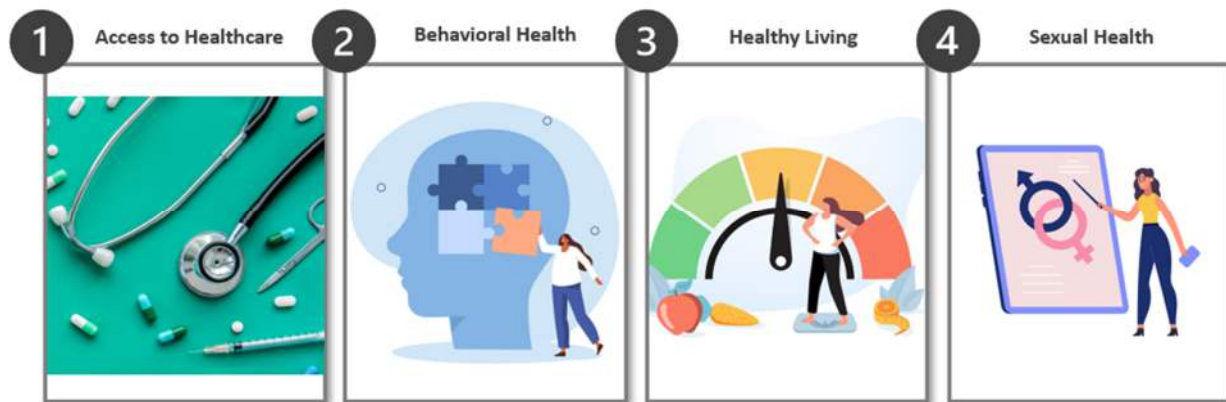 1 Access to Healthcare
2 Behavioral Health
3 Healthy Living
4 Sexual Health